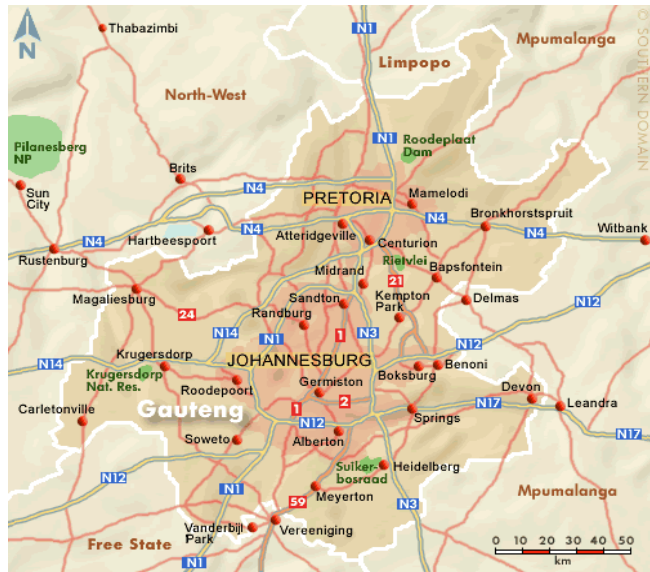 N1
Thabazimbi
Mpumalanga
N
Limpopo
© SOUTHERN DOMAIN
North-West
N1
Roodeplaat
Dam
Pilanesberg
NP
Brits
Sun
City
N4
PRETORIA
Mamelodi
N4
Bronkhorstspruit
N4
Witbank
N4
Hartbeespoort
N4
Atteridgeville
Centurion
Rustenburg
Midrand
Rietvlei
Bapsfontein
21
Magaliesburg
Sandton
Kempton
Park
Delmas
24
Randburg
N12
N14
N1
1
N3
Krugersdorp
JOHANNESBURG
N12
N14
Krugersdorp
Nat. Res.
Roodepoort
Boksburg
Benoni
Germiston
Devon
Carletonville
Gauteng
1
2
N17
Leandra
N12
Springs
Soweto
Alberton
N17
N12
Suiker-
bosraad
Heidelberg
N1
Meyerton
Mpumalanga
59
N3
Vanderbijl
Park
Vereeniging
Free State
N1
0 10 20 30 40 50
km